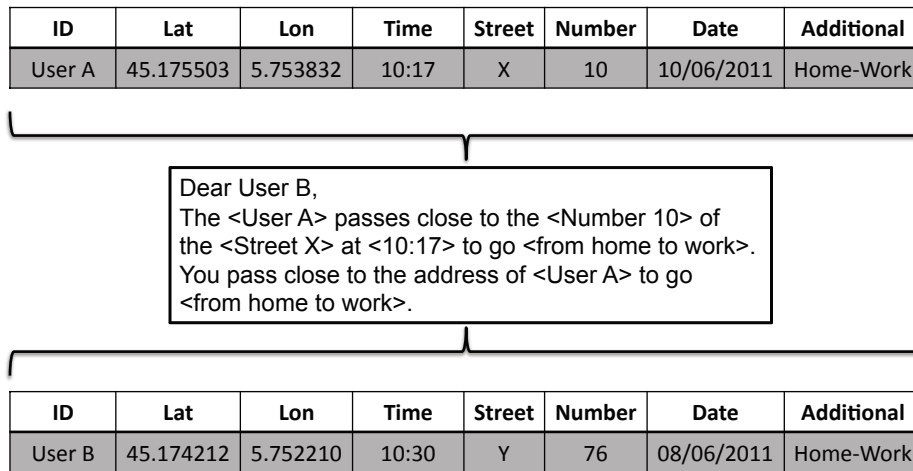 ID Lat Lon Time Street Number Date Additional
User A 45.175503 5.753832 10:17 X 10 10/06/2011 Home-Work
Dear User B,
The <User A> passes close to the <Number 10> of
the <Street X> at <10:17> to go <from home to work>.
You pass close to the address of <User A> to go
<from home to work>.
ID Lat Lon Time Street Number Date Additional
User B 45.174212 5.752210 10:30 Y 76 08/06/2011 Home-Work